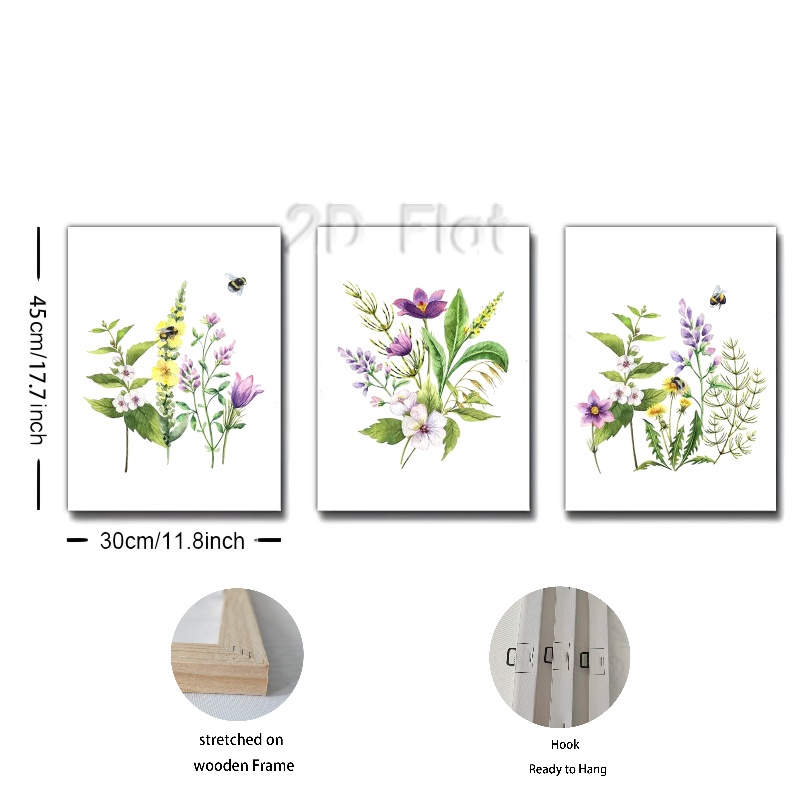 2D Flat
45cm/17.7inch
30cm/11.8inch
stretched on
wooden Frame
Hook
Ready to Hang